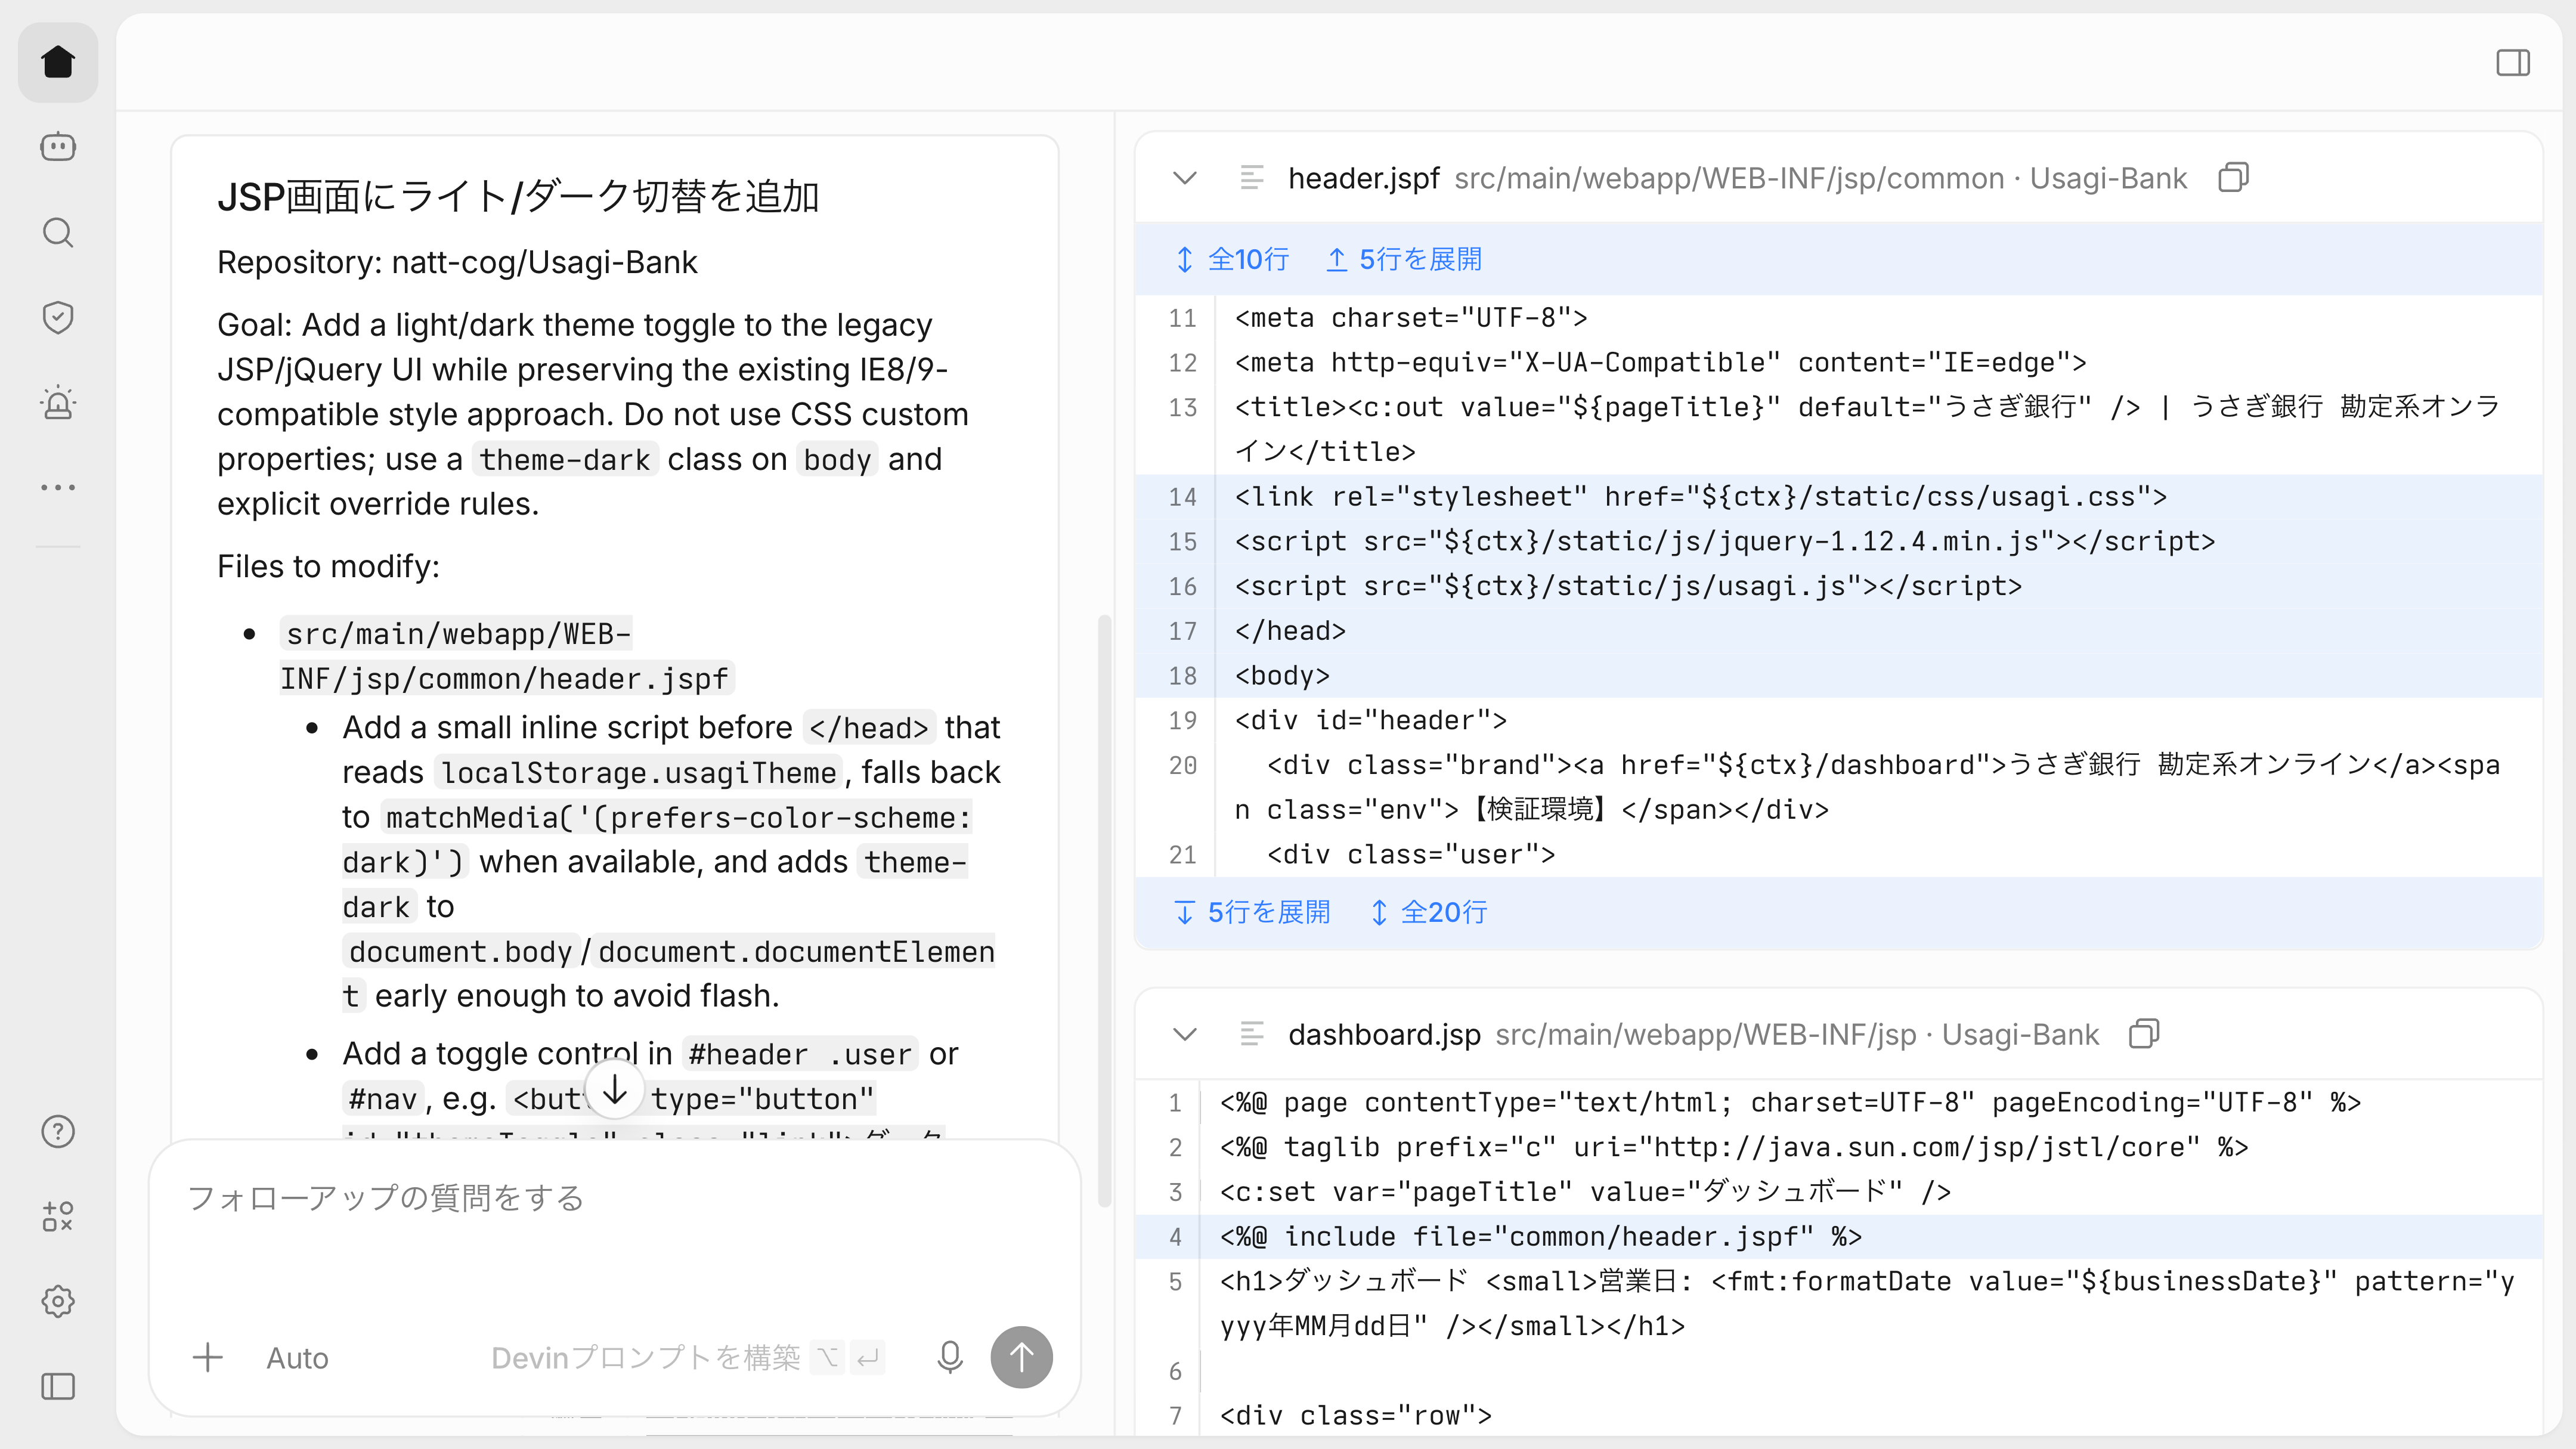 JSP画面にライト/ダーク切替を追加
Repository: natt-cog/Usagi-Bank
Goal: Add a light/dark theme toggle to the legacy
JSP/jQuery UI while preserving the existing IE8/9-
compatible style approach. Do not use CSS custom
properties; use a theme-dark class on body and
explicit override rules.
Files to modify:
src/main/webapp/WEB-
INF/jsp/common/header.jspf
Add a small inline script before </head> that
reads localStorage.usagiTheme, falls back
to matchMedia('(prefers-color-scheme:
dark)') when available, and adds theme-
dark to
document.body/document.documentElemen
t early enough to avoid flash.
Add a toggle control in #header .user or
#nav, e.g. type="button"
フォローアップの質問をする
Auto
Devinプロンプトを構築
header.jspf src/main/webapp/WEB-INF/jsp/common · Usagi-Bank
全10行 5行を展開
11 <meta charset="UTF-8">
12 <meta http-equiv="X-UA-Compatible" content="IE=edge">
13 <title><c:out value="${pageTitle}" default="うさぎ銀行" /> | うさぎ銀行 勘定系オンラ
イン</title>
14 <link rel="stylesheet" href="${ctx}/static/css/usagi.css">
15 <script src="${ctx}/static/js/jquery-1.12.4.min.js"></script>
16 <script src="${ctx}/static/js/usagi.js"></script>
17 </head>
18 <body>
19 <div id="header">
20 <div class="brand"><a href="${ctx}/dashboard">うさぎ銀行 勘定系オンライン</a><spa
n class="env">【検証環境】</span></div>
21 <div class="user">
5行を展開 全20行
dashboard.jsp src/main/webapp/WEB-INF/jsp · Usagi-Bank
1 <%@ page contentType="text/html; charset=UTF-8" pageEncoding="UTF-8" %>
2 <%@ taglib prefix="c" uri="http://java.sun.com/jsp/jstl/core" %>
3 <c:set var="pageTitle" value="ダッシュボード" />
4 <%@ include file="common/header.jspf" %>
5 <h1>ダッシュボード <small>営業日: <fmt:formatDate value="${businessDate}" pattern="y
yyy年MM月dd日" /></small></h1>
6
7 <div class="row">